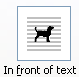 In front of text